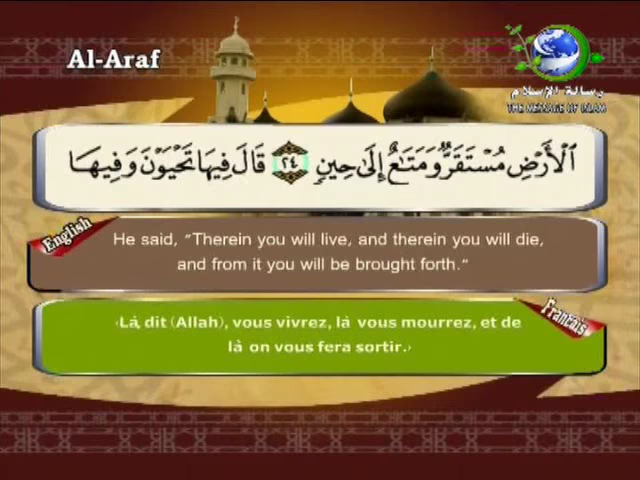 Al-Araf
رسالة الإسلام
THE MESSAGE OF ISLAM
ٱلۡأَرۡضِ مُسۡتَقَرّٞ وَمَتَٰعٌ إِلَىٰ حِينٖ ٢٤ قَالَ فِيهَا تَحۡيَوۡنَ وَفِيهَا
English
He said, "Therein you will live, and therein you will die,
and from it you will be brought forth."
Francais
‹Là, dit (Allah), vous vivrez, là vous mourrez, et de
là on vous fera sortir.›